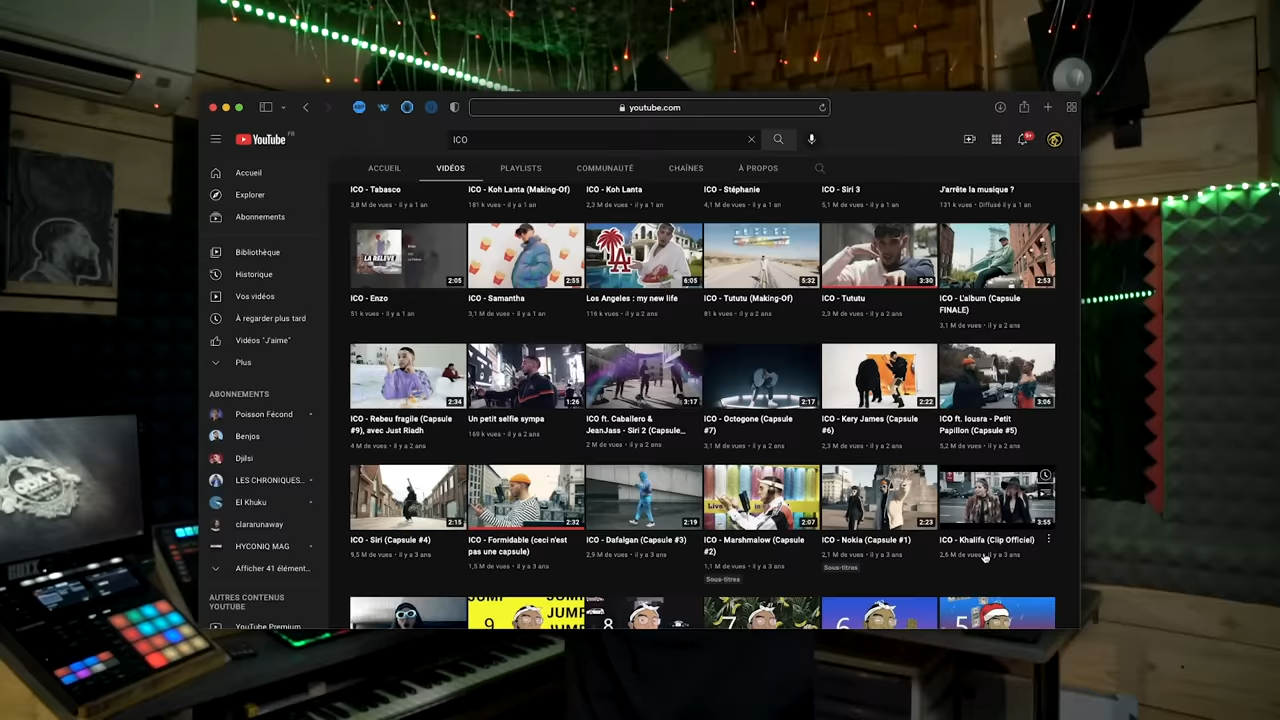 youtube.com
YouTube FR
ICO
9+
ACCUEIL VIDÉOS PLAYLISTS COMMUNAUTÉ CHAÎNES À PROPOS
Accueil
Explorer
Abonnements
Bibliothèque
Historique
Vos vidéos
À regarder plus tard
Vidéos "J'aime"
Plus
ABONNEMENTS
Poisson Fécond
Benjos
Djilsi
LES CHRONIQUES...
El Khuku
clararunaway
HYCONIQ MAG
Afficher 41 élément...
AUTRES CONTENUS
YOUTUBE
YouTube Premium
ICO - Tabasco
3,8 M de vues • il y a 1 an
ICO - Koh Lanta (Making-Of)
181 k vues • il y a 1 an
ICO - Koh Lanta
2,3 M de vues • il y a 1 an
ICO - Stéphanie
4,1 M de vues • il y a 1 an
ICO - Siri 3
5,1 M de vues • il y a 1 an
J'arrête la musique ?
131 k vues • Diffusé il y a 1 an
LA RELÈVE
2:05
ICO - Enzo
51 k vues • il y a 1 an
2:55
ICO - Samantha
3,1 M de vues • il y a 1 an
LA
6:05
Los Angeles : my new life
116 k vues • il y a 2 ans
5:32
ICO - Tututu (Making-Of)
81 k vues • il y a 2 ans
3:30
ICO - Tututu
2,3 M de vues • il y a 2 ans
2:53
ICO - L'album (Capsule
FINALE)
3,1 M de vues • il y a 2 ans
2:34
ICO - Rebeu fragile (Capsule
#9), avec Just Riadh
4 M de vues • il y a 2 ans
1:26
Un petit selfie sympa
169 k vues • il y a 2 ans
3:17
ICO ft. Caballero &
JeanJass - Siri 2 (Capsule...
2 M de vues • il y a 2 ans
2:17
ICO - Octogone (Capsule
#7)
3,1 M de vues • il y a 2 ans
2:22
ICO - Kery James (Capsule
#6)
2,3 M de vues • il y a 2 ans
3:06
ICO ft. Iousra - Petit
Papillon (Capsule #5)
5,2 M de vues • il y a 2 ans
2:15
ICO - Siri (Capsule #4)
9,5 M de vues • il y a 3 ans
2:32
ICO - Formidable (ceci n'est
pas une capsule)
1,5 M de vues • il y a 3 ans
2:19
ICO - Dafalgan (Capsule #3)
2,9 M de vues • il y a 3 ans
2:07
ICO - Marshmalow (Capsule
#2)
1,1 M de vues • il y a 3 ans
Sous-titres
2:23
ICO - Nokia (Capsule #1)
2,1 M de vues • il y a 3 ans
Sous-titres
3:55
ICO - Khalifa (Clip Officiel)
2,6 M de vues • il y a 3 ans
JUMP
9
8
7
6
5